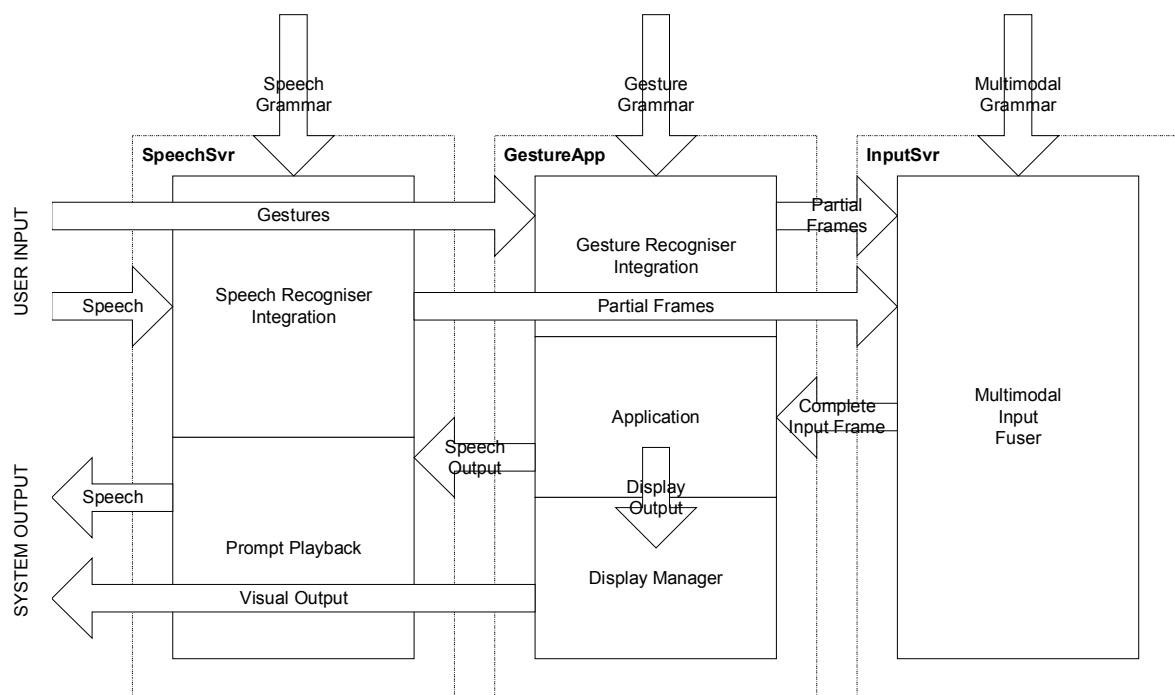 Speech
Grammar
Gesture
Grammar
Multimodal
Grammar
SpeechSvr
GestureApp
InputSvr
USER INPUT
Gestures
Partial
Frames
Gesture Recogniser
Integration
Speech
Speech Recogniser
Integration
Partial Frames
Application
Complete
Input Frame
Multimodal
Input
Fuser
Speech
Output
SYSTEM OUTPUT
Speech
Display
Output
Prompt Playback
Display Manager
Visual Output